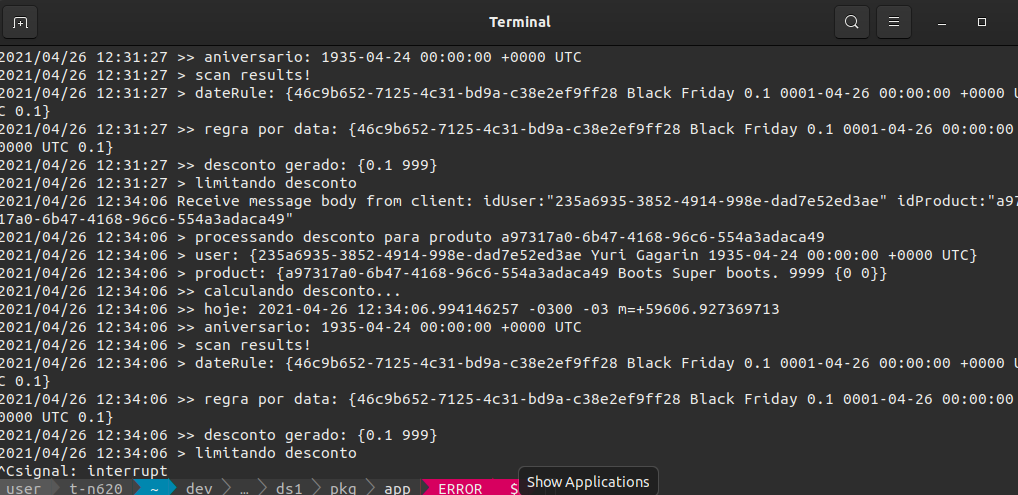 Terminal
2021/04/26 12:31:27 >> aniversario: 1935-04-24 00:00:00 +0000 UTC
2021/04/26 12:31:27 > scan results!
2021/04/26 12:31:27 > dateRule: {46c9b652-7125-4c31-bd9a-c38e2ef9ff28 Black Friday 0.1 0001-04-26 00:00:00 +0000 U
C 0.1}
2021/04/26 12:31:27 >> regra por data: {46c9b652-7125-4c31-bd9a-c38e2ef9ff28 Black Friday 0.1 0001-04-26 00:00:00
0000 UTC 0.1}
2021/04/26 12:31:27 >> desconto gerado: {0.1 999}
2021/04/26 12:31:27 > limitando desconto
2021/04/26 12:34:06 Receive message body from client: idUser:"235a6935-3852-4914-998e-dad7e52ed3ae" idProduct:"a97
17a0-6b47-4168-96c6-554a3adaca49"
2021/04/26 12:34:06 > processando desconto para produto a97317a0-6b47-4168-96c6-554a3adaca49
2021/04/26 12:34:06 > user: {235a6935-3852-4914-998e-dad7e52ed3ae Yuri Gagarin 1935-04-24 00:00:00 +0000 UTC}
2021/04/26 12:34:06 > product: {a97317a0-6b47-4168-96c6-554a3adaca49 Boots Super boots. 9999 {0 0}}
2021/04/26 12:34:06 >> calculando desconto...
2021/04/26 12:34:06 >> hoje: 2021-04-26 12:34:06.994146257 -0300 -03 m=+59606.927369713
2021/04/26 12:34:06 >> aniversario: 1935-04-24 00:00:00 +0000 UTC
2021/04/26 12:34:06 > scan results!
2021/04/26 12:34:06 > dateRule: {46c9b652-7125-4c31-bd9a-c38e2ef9ff28 Black Friday 0.1 0001-04-26 00:00:00 +0000 U
C 0.1}
2021/04/26 12:34:06 >> regra por data: {46c9b652-7125-4c31-bd9a-c38e2ef9ff28 Black Friday 0.1 0001-04-26 00:00:00
0000 UTC 0.1}
2021/04/26 12:34:06 >> desconto gerado: {0.1 999}
2021/04/26 12:34:06 > limitando desconto
^Csignal: interrupt
user t-n620 ~ dev … ds1 pkg app ERROR $
Show Applications